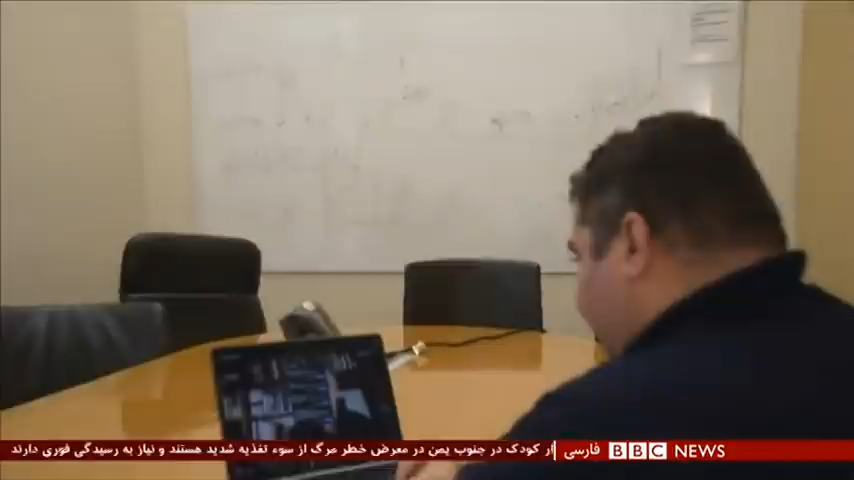 ار کودک در جنوب یمن در معرض خطر مرگ از سوء تغذیه شدید هستند و نیاز به رسیدگی فوری دارند
فارسی BBC NEWS